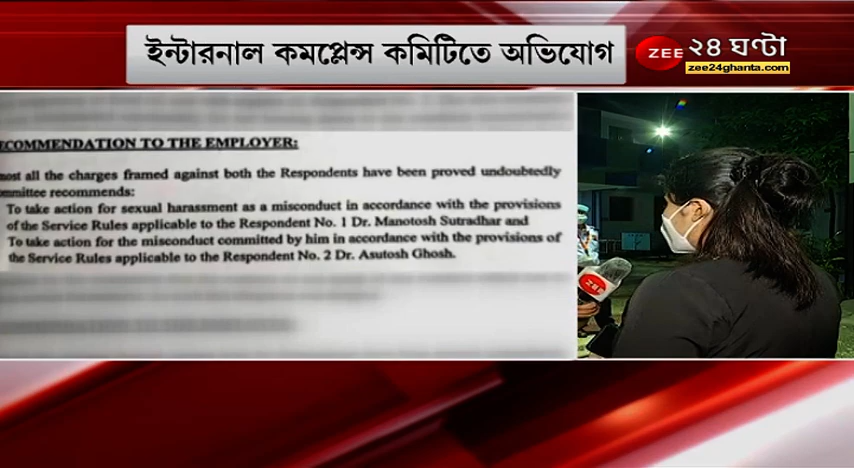 ইন্টারনাল কমপ্লেন্স কমিটিতে অভিযোগ
ZEE ২৪ ঘণ্টা
zee24ghanta.com
ECOMMENDATION TO THE EMPLOYER:
most all the charges framed against both the Respondents have been proved undoubtedly
ommittee recommends:
To take action for sexual harassment as a misconduct in accordance with the provisions
of the Service Rules applicable to the Respondent No. 1 Dr. Manotosh Sutradhar and
To take action for the misconduct committed by him in accordance with the provisions of
the Service Rules applicable to the Respondent No. 2 Dr. Asutosh Ghosh.
ZEE